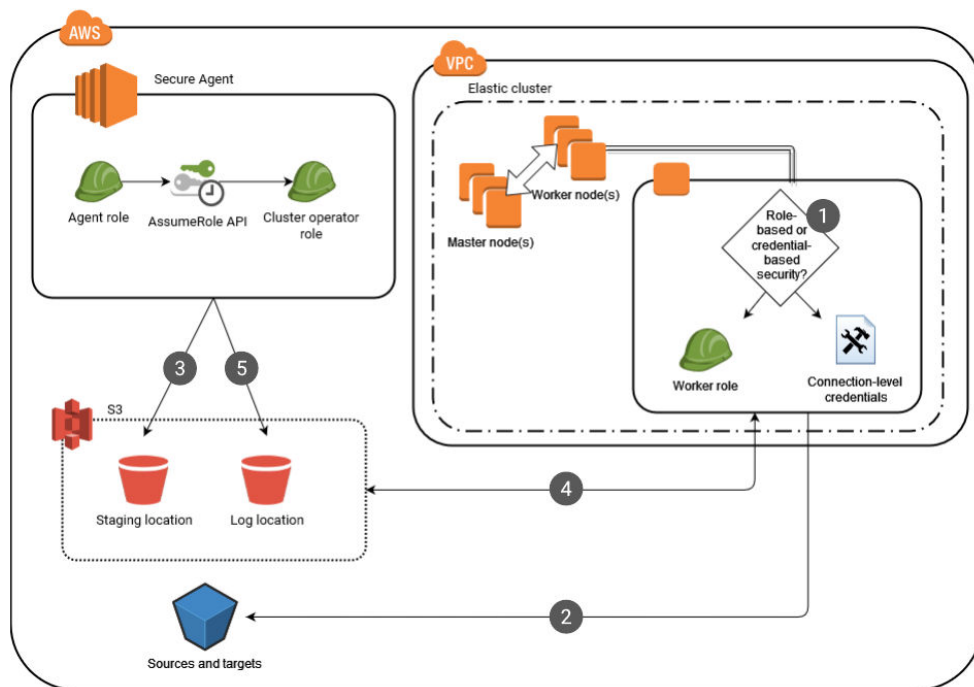 AWS
Secure Agent
Agent role
AssumeRole API
Cluster operator
role
VPC
Elastic cluster
Worker node(s)
Master node(s)
1
Role-
based or
credential-
based
security?
Worker role
Connection-level
credentials
3
5
S3
Staging location
Log location
4
2
Sources and targets